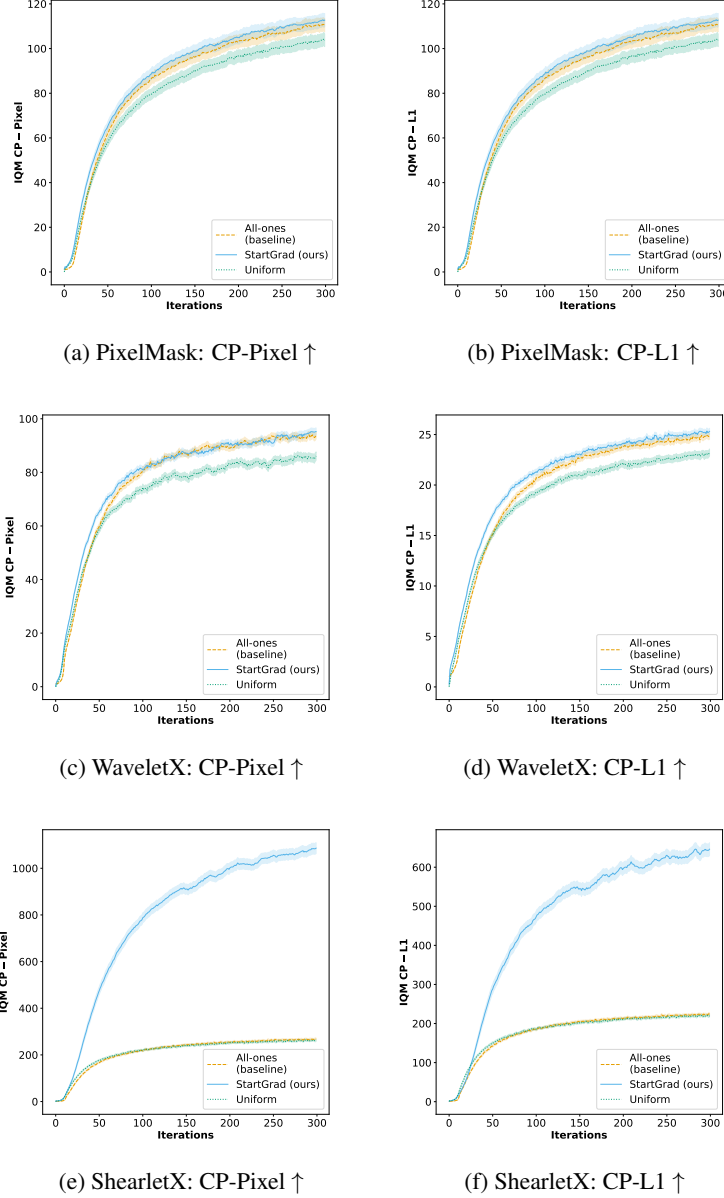 120
100
80
60
40
20
0
IQM CP – Pixel
All-ones
(baseline)
StartGrad (ours)
Uniform
0 50 100 150 200 250 300
Iterations
(a) PixelMask: CP-Pixel ↑
120
100
80
60
40
20
0
IQM CP – L1
All-ones
(baseline)
StartGrad (ours)
Uniform
0 50 100 150 200 250 300
Iterations
(b) PixelMask: CP-L1 ↑
100
80
60
40
20
0
IQM CP – Pixel
All-ones
(baseline)
StartGrad (ours)
Uniform
0 50 100 150 200 250 300
Iterations
(c) WaveletX: CP-Pixel ↑
25
20
15
10
5
0
IQM CP – L1
All-ones
(baseline)
StartGrad (ours)
Uniform
0 50 100 150 200 250 300
Iterations
(d) WaveletX: CP-L1 ↑
1000
800
600
400
200
0
IQM CP – Pixel
All-ones
(baseline)
StartGrad (ours)
Uniform
0 50 100 150 200 250 300
Iterations
(e) ShearletX: CP-Pixel ↑
600
500
400
300
200
100
0
IQM CP – L1
All-ones
(baseline)
StartGrad (ours)
Uniform
0 50 100 150 200 250 300
Iterations
(f) ShearletX: CP-L1 ↑